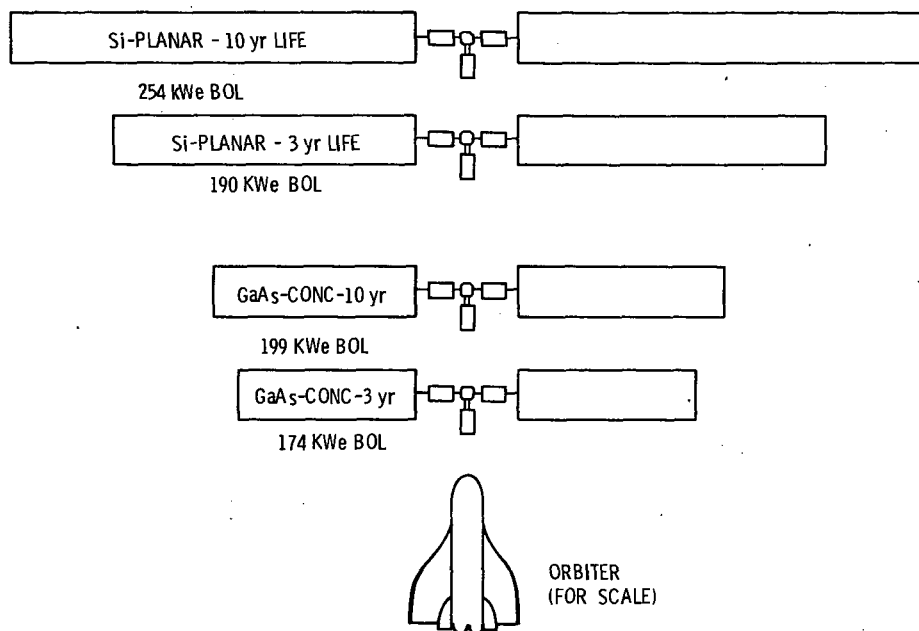 Si-PLANAR - 10 yr LIFE
254 KWe BOL
Si-PLANAR - 3 yr LIFE
190 KWe BOL
GaAs-CONC-10 yr
199 KWe BOL
GaAs-CONC-3 yr
174 KWe BOL
ORBITER
(FOR SCALE)